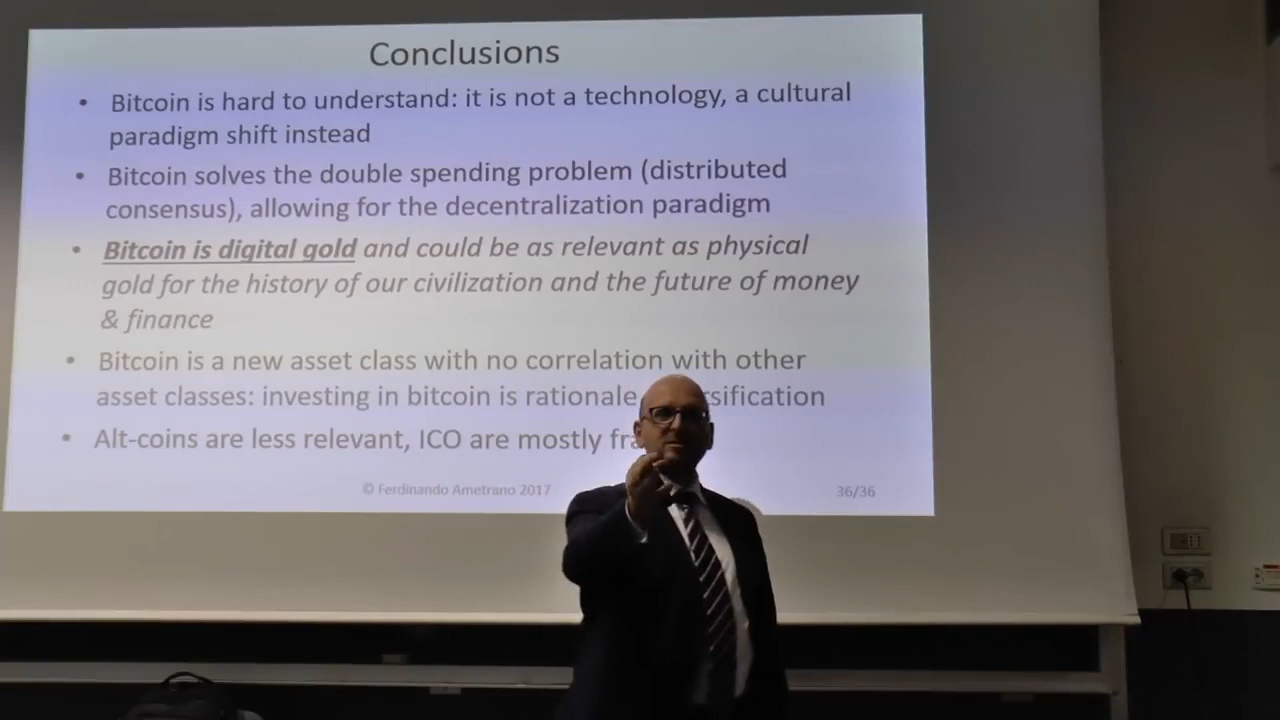 Conclusions
• Bitcoin is hard to understand: it is not a technology, a cultural
paradigm shift instead
• Bitcoin solves the double spending problem (distributed
consensus), allowing for the decentralization paradigm
• Bitcoin is digital gold and could be as relevant as physical
gold for the history of our civilization and the future of money
& finance
• Bitcoin is a new asset class with no correlation with other
asset classes: investing in bitcoin is rationale
• Alt-coins are less relevant, ICO are mostly
© Ferdinando Ametrano 2017
36/36